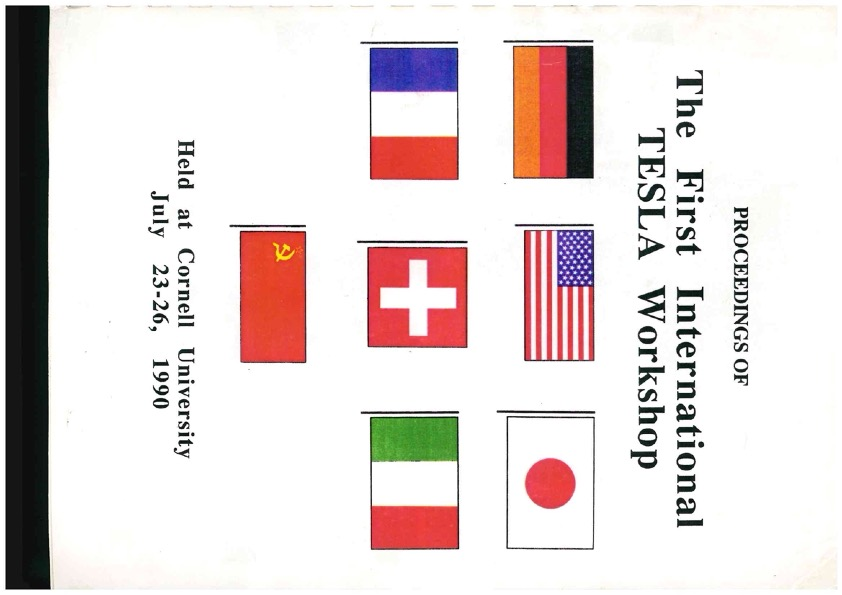 PROCEEDINGS OF
The First International
TESLA Workshop
Held at Cornell University
July 23-26, 1990